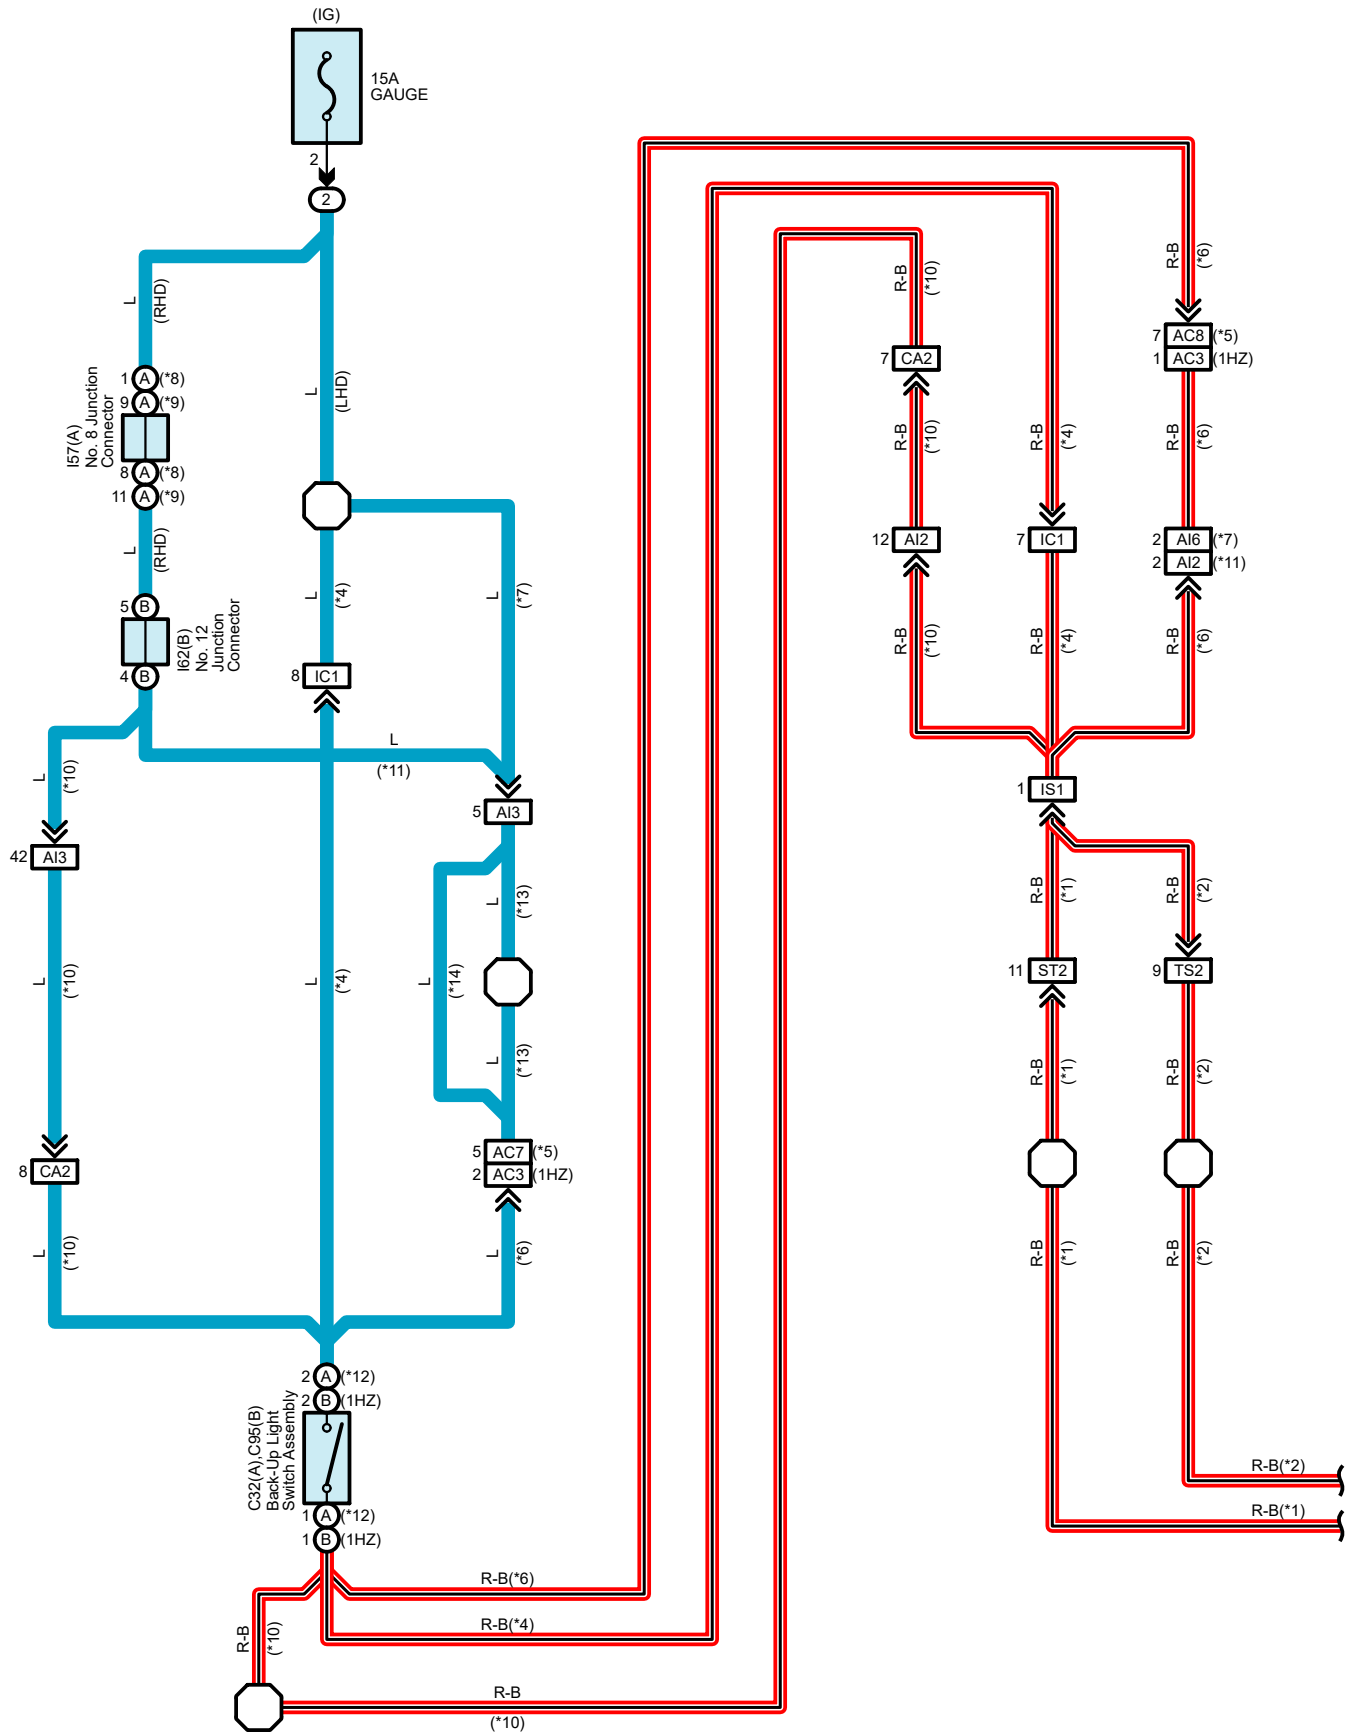 (IG)
15A
GAUGE
2
2
L
(RHD)
L
(LHD)
1 A (*8)
9 A (*9)
I57(A)
No. 8 Junction
Connector
8 A (*8)
11 A (*9)
L
(RHD)
L
(*4)
L
(*7)
5 B
I62(B)
No. 12
Junction
Connector
4 B
8 IC1
L
(*11)
L
(*10)
5 AI3
42 AI3
L
(*13)
L
(*10)
L
(*4)
L
(*14)
L
(*13)
5 AC7 (*5)
2 AC3 (1HZ)
8 CA2
L
(*10)
L
(*6)
2 A (*12)
2 B (1HZ)
C32(A),C95(B)
Back-Up Light
Switch Assembly
1 A (*12)
1 B (1HZ)
R-B(*6)
R-B(*4)
R-B
(*10)
R-B
(*10)
R-B
(*10)
R-B
(*6)
7 CA2
7 AC8 (*5)
1 AC3 (1HZ)
R-B
(*10)
R-B
(*4)
R-B
(*6)
12 AI2
7 IC1
2 AI6 (*7)
2 AI2 (*11)
R-B
(*10)
R-B
(*4)
R-B
(*6)
1 IS1
R-B
(*1)
R-B
(*2)
11 ST2
9 TS2
R-B
(*1)
R-B
(*2)
R-B
(*1)
R-B
(*2)
R-B(*2)
R-B(*1)